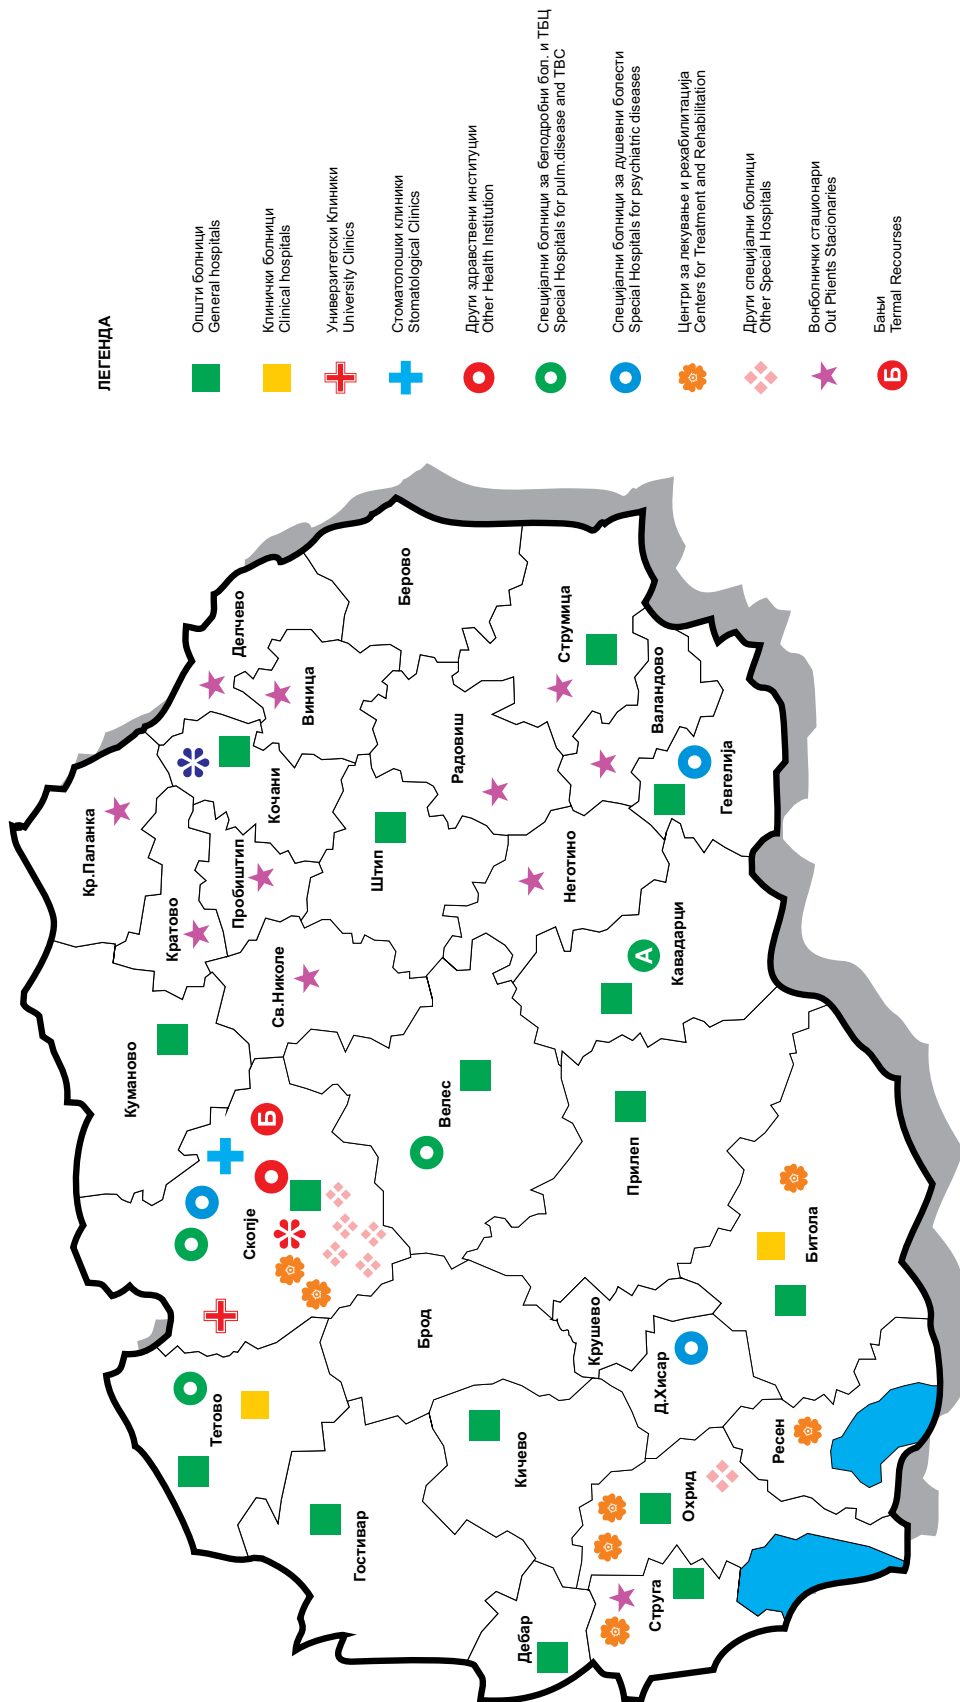 ЛЕГЕНДА
Општи болници
General hospitals
Клинички болници
Clinical hospitals
Универзитетски Клиники
University Clinics
Стоматолошки клиники
Stomatological Clinics
Други здравствени институции
Other Health Institution
Специјални болници за белодробни бол. и ТБЦ
Special Hospitals for pulm.disease and TBC
Специјални болници за душевни болести
Special Hospitals for psychiatric diseases
Центри за лекување и рехабилитација
Centers for Treatment and Rehabilitation
Други специјални болници
Other Special Hospitals
Вонболнички стационари
Out Ptients Stacionaries
Б
Бањи
Termal Recourses
Кр.Паланка
Куманово
Кратово
Делчево
Пробиштип
Виница
Кочани
Св.Николе
Б
Скопје
Тетово
Берово
Штип
Гостивар
Брод
Велес
Радовиш
Кичево
Дебар
Струмица
Неготино
Крушево
Валандово
Прилеп
А
Кавадарци
Д.Хисар
Струга
Охрид
Гевгелија
Битола
Ресен